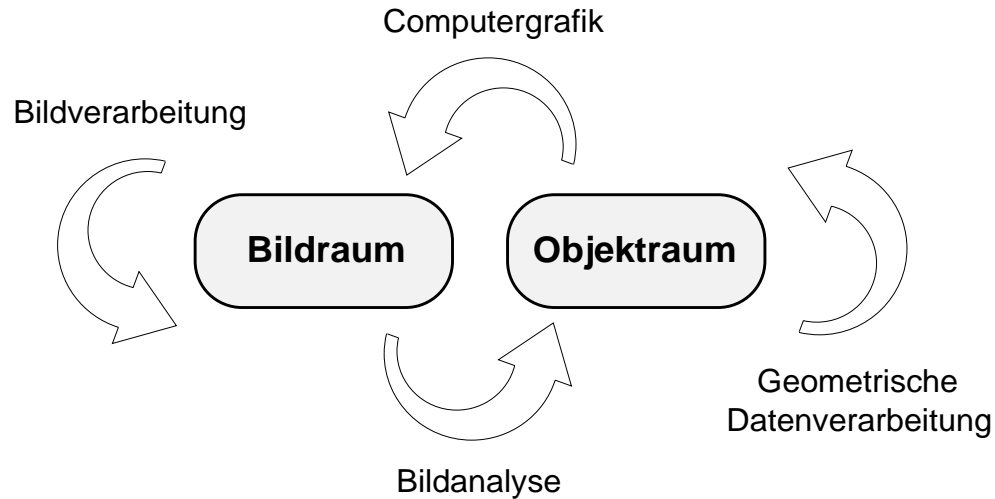 Computergrafik
Bildverarbeitung
Bildraum
Objektraum
Geometrische
Datenverarbeitung
Bildanalyse